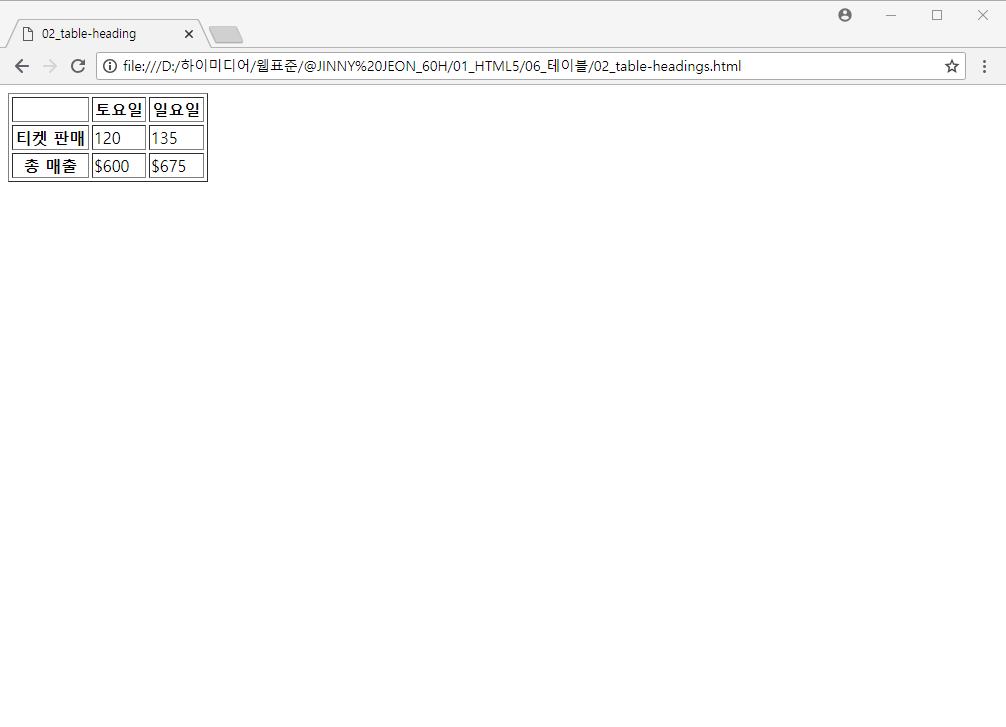 02_table-heading
file:///D:/하이미디어/웹표준/@JINNY%20JEON_60H/01_HTML5/06_테이블/02_table-headings.html
토요일 일요일
티켓 판매 120 135
총 매출 $600 $675